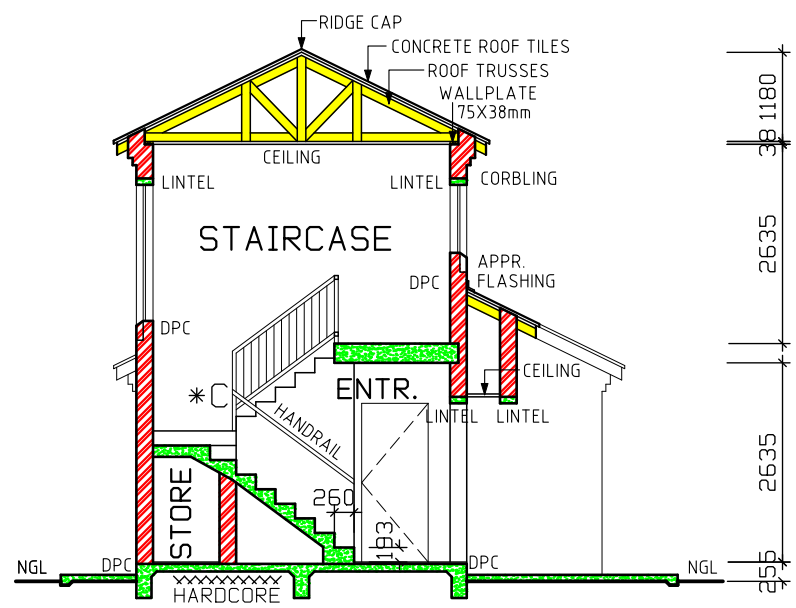 RIDGE CAP
CONCRETE ROOF TILES
ROOF TRUSSES
WALLPLATE
75X38mm
1180
38
CEILING
LINTEL
LINTEL
CORBLING
STAIRCASE
2635
APPR.
FLASHING
DPC
DPC
CEILING
ENTR.
*
HANDRAIL
LINTEL
LINTEL
2635
STORE
260
193
NGL
DPC
DPC
NGL
255
HARDCORE